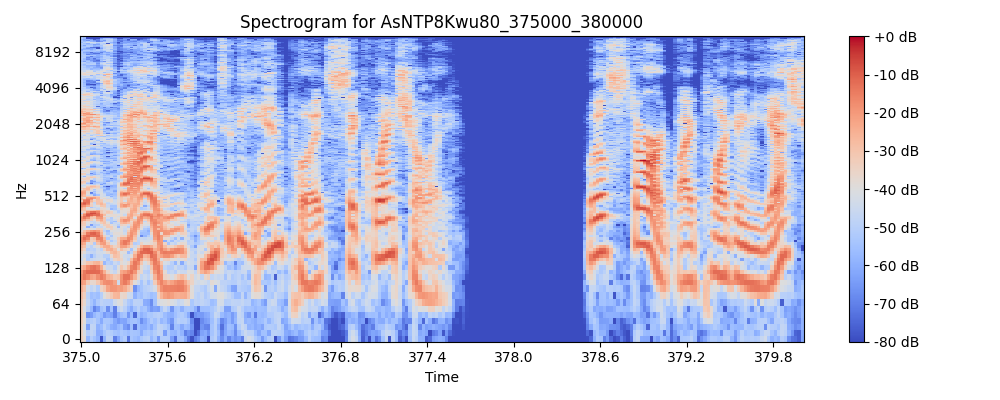 Spectrogram for AsNTP8Kwu80_375000_380000
8192
4096
2048
1024
512
256
128
64
0
Hz
375.0 375.6 376.2 376.8 377.4 378.0 378.6 379.2 379.8
Time
+0 dB
-10 dB
-20 dB
-30 dB
-40 dB
-50 dB
-60 dB
-70 dB
-80 dB